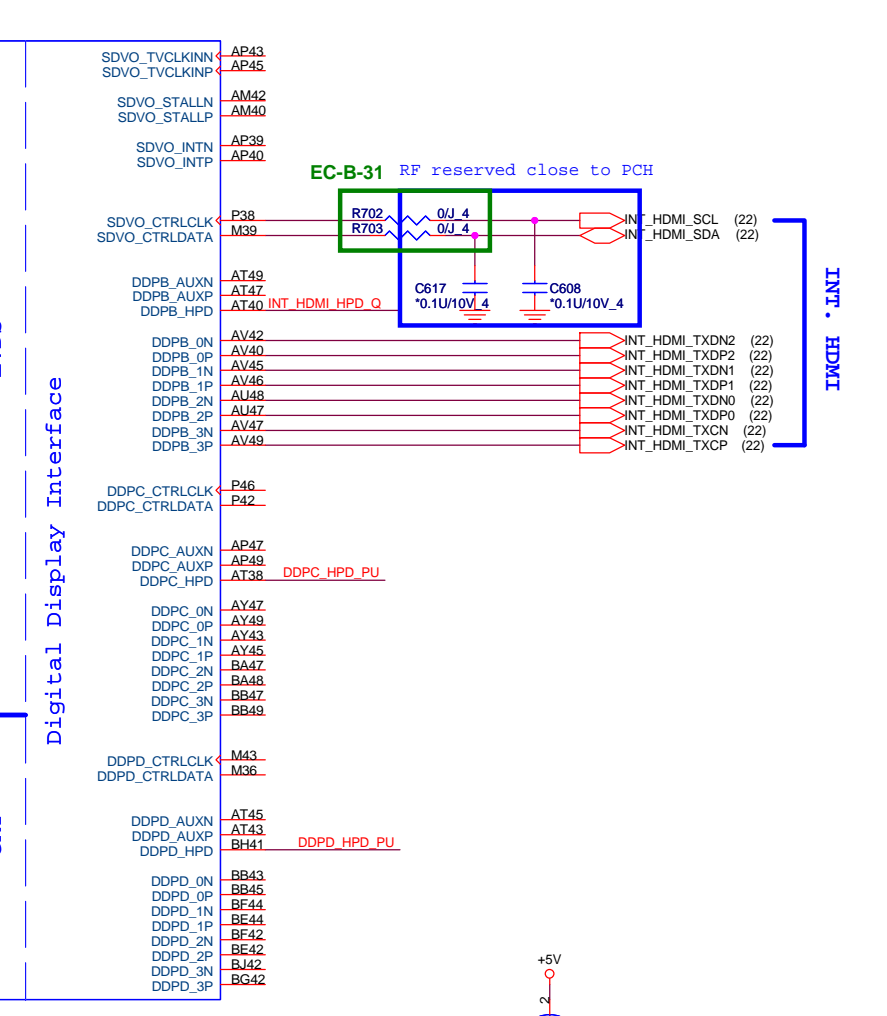 SDVO_TVCLKINN AP43
SDVO_TVCLKINP AP45
SDVO_STALLN AM42
SDVO_STALLP AM40
SDVO_INTN AP39
SDVO_INTP AP40
EC-B-31 RF reserved close to PCH
SDVO_CTRLCLK P38 R702 0/J_4 INT_HDMI_SCL (22)
SDVO_CTRLDATA M39 R703 0/J_4 INT_HDMI_SDA (22)
DDPB_AUXN AT49
DDPB_AUXP AT47
DDPB_HPD AT40 INT_HDMI_HPD_Q
C617 C608
*0.1U/10V_4 *0.1U/10V_4
INT. HDMI
DDPB_0N AV42 INT_HDMI_TXDN2 (22)
DDPB_0P AV40 INT_HDMI_TXDP2 (22)
DDPB_1N AV45 INT_HDMI_TXDN1 (22)
DDPB_1P AV46 INT_HDMI_TXDP1 (22)
DDPB_2N AU48 INT_HDMI_TXDN0 (22)
DDPB_2P AU47 INT_HDMI_TXDP0 (22)
DDPB_3N AV47 INT_HDMI_TXCN (22)
DDPB_3P AV49 INT_HDMI_TXCP (22)
Digital Display Interface
DDPC_CTRLCLK P46
DDPC_CTRLDATA P42
DDPC_AUXN AP47
DDPC_AUXP AP49
DDPC_HPD AT38 DDPC_HPD_PU
DDPC_0N AY47
DDPC_0P AY49
DDPC_1N AY43
DDPC_1P AY45
DDPC_2N BA47
DDPC_2P BA48
DDPC_3N BB47
DDPC_3P BB49
DDPD_CTRLCLK M43
DDPD_CTRLDATA M36
DDPD_AUXN AT45
DDPD_AUXP AT43
DDPD_HPD BH41 DDPD_HPD_PU
DDPD_0N BB43
DDPD_0P BB45
DDPD_1N BF44
DDPD_1P BE44
DDPD_2N BF42
DDPD_2P BE42
DDPD_3N BJ42
DDPD_3P BG42
+5V
2